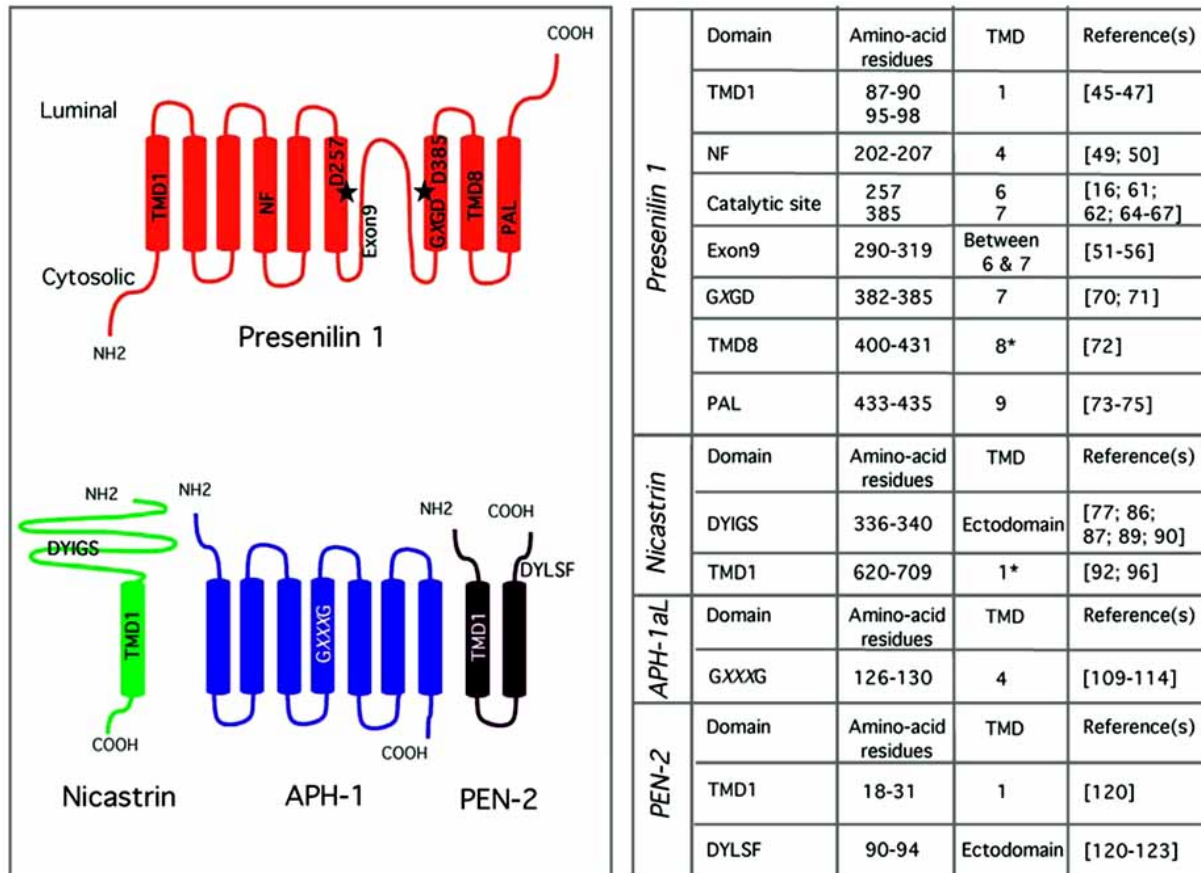 COOH
Luminal
TMD1
NF
D257
Exon9
GXGD D385
TMD8
PAL
Cytosolic
NH2
Presenilin 1
NH2
DYIGS
TMD1
COOH
Nicastrin
NH2
GXXXG
COOH
APH-1
NH2
COOH
DYLSF
TMD1
PEN-2
Presenilin 1
Domain Amino-acid residues TMD Reference(s)
TMD1 87-90 95-98 1 [45-47]
NF 202-207 4 [49; 50]
Catalytic site 257 385 6 7 [16; 61; 62; 64-67]
Exon9 290-319 Between 6 & 7 [51-56]
GXGD 382-385 7 [70; 71]
TMD8 400-431 8* [72]
PAL 433-435 9 [73-75]
Nicastrin
Domain Amino-acid residues TMD Reference(s)
DYIGS 336-340 Ectodomain [77; 86; 87; 89; 90]
TMD1 620-709 1* [92; 96]
APH-1aL
Domain Amino-acid residues TMD Reference(s)
GXXXG 126-130 4 [109-114]
PEN-2
Domain Amino-acid residues TMD Reference(s)
TMD1 18-31 1 [120]
DYLSF 90-94 Ectodomain [120-123]